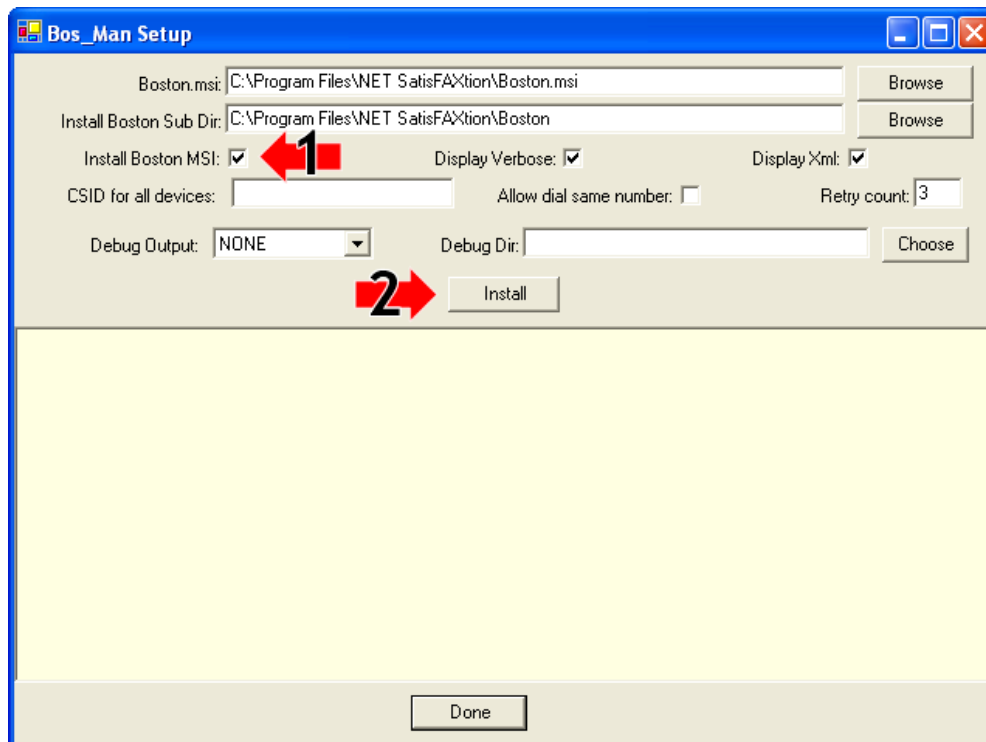 Bos_Man Setup
Boston.msi: C:\Program Files\NET SatisFAXtion\Boston.msi Browse
Install Boston Sub Dir: C:\Program Files\NET SatisFAXtion\Boston Browse
Install Boston MSI: 1 Display Verbose: Display Xml:
CSID for all devices: Allow dial same number: Retry count: 3
Debug Output: NONE Debug Dir: Choose
2 Install
Done